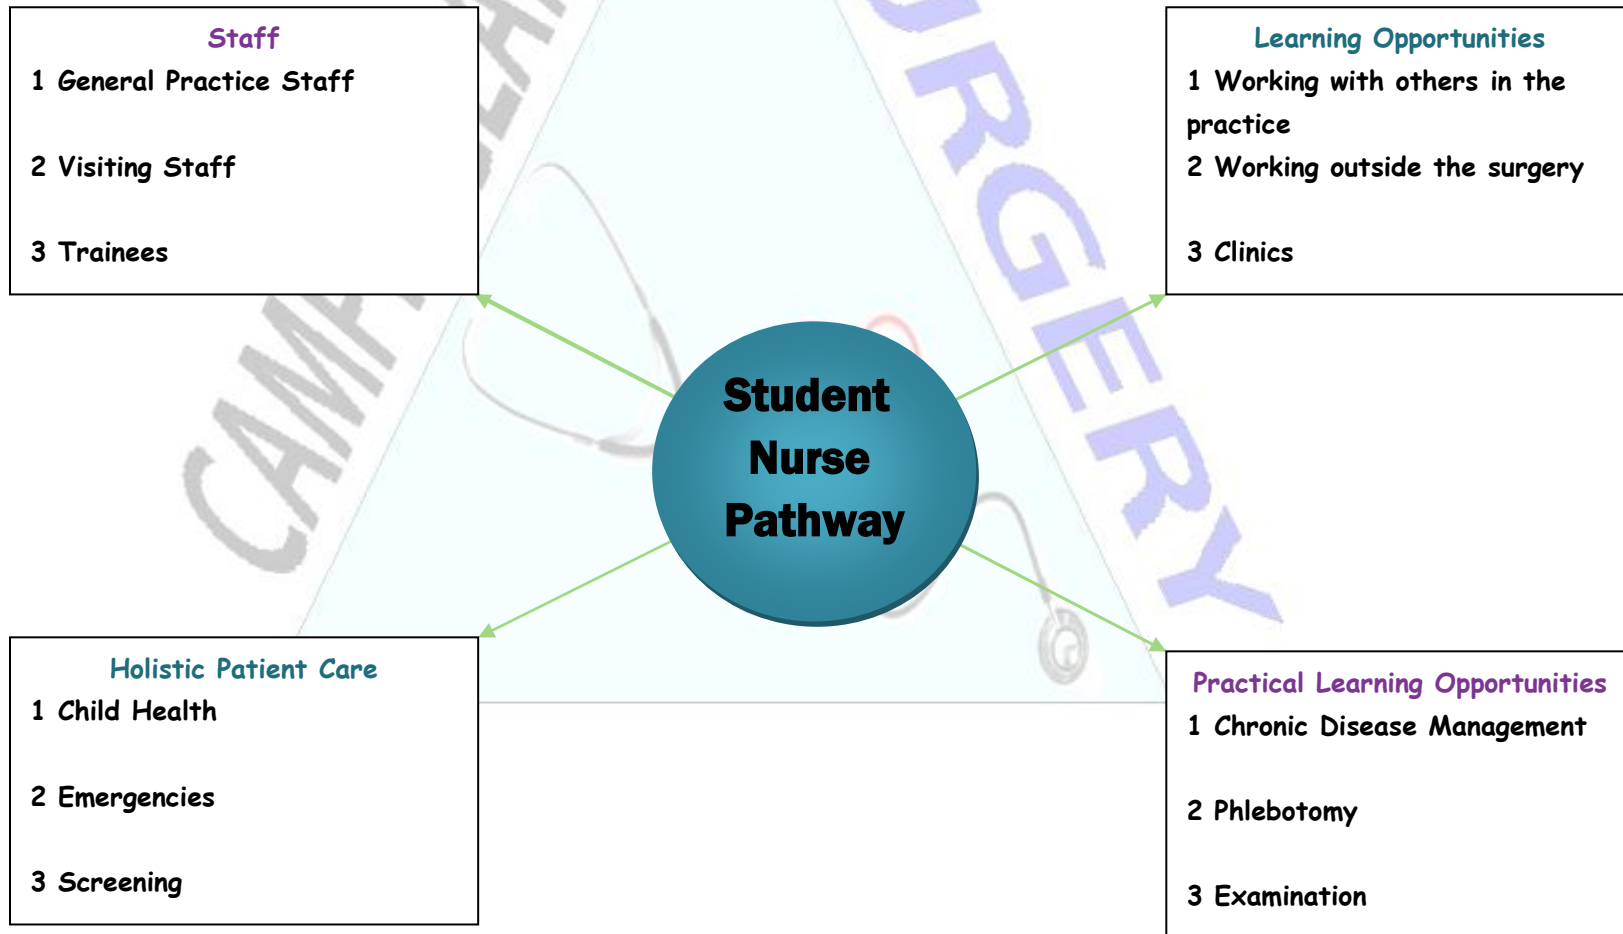 Staff
1 General Practice Staff
2 Visiting Staff
3 Trainees
Learning Opportunities
1 Working with others in the
practice
2 Working outside the surgery
3 Clinics
Student
Nurse
Pathway
Holistic Patient Care
1 Child Health
2 Emergencies
3 Screening
Practical Learning Opportunities
1 Chronic Disease Management
2 Phlebotomy
3 Examination